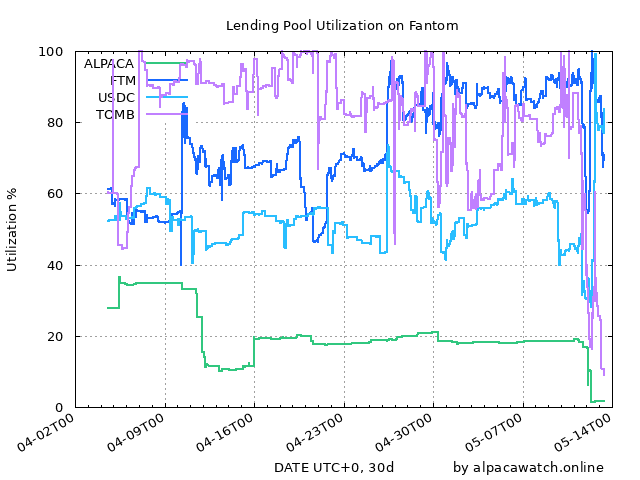 Lending Pool Utilization on Fantom
ALPACA
FTM
USDC
TOMB
100
80
60
40
20
0
Utilization %
04-02T00
04-09T00
04-16T00
04-23T00
04-30T00
05-07T00
05-14T00
DATE UTC+0, 30d
by alpacawatch.online